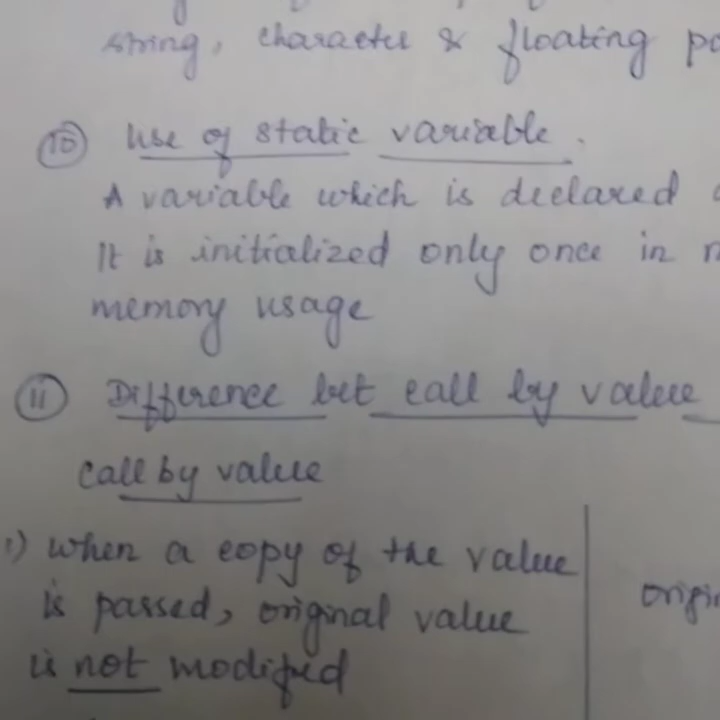 string, character & floating po
10 Use of static variable.
A variable which is declared
It is initialized only once in
memory usage
11 Difference bet call by value
call by value
1) when a copy of the value
is passed, original value
origin
is not modified